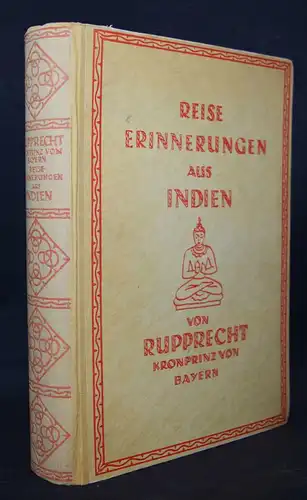 RUPPRECHT
KRONPRINZ VON
BAYERN
REISE-
ERINNERUNGEN
AUS
INDIEN
REISE
ERINNERUNGEN
AUS
INDIEN
VON
RUPPRECHT
KRONPRINZ VON
BAYERN